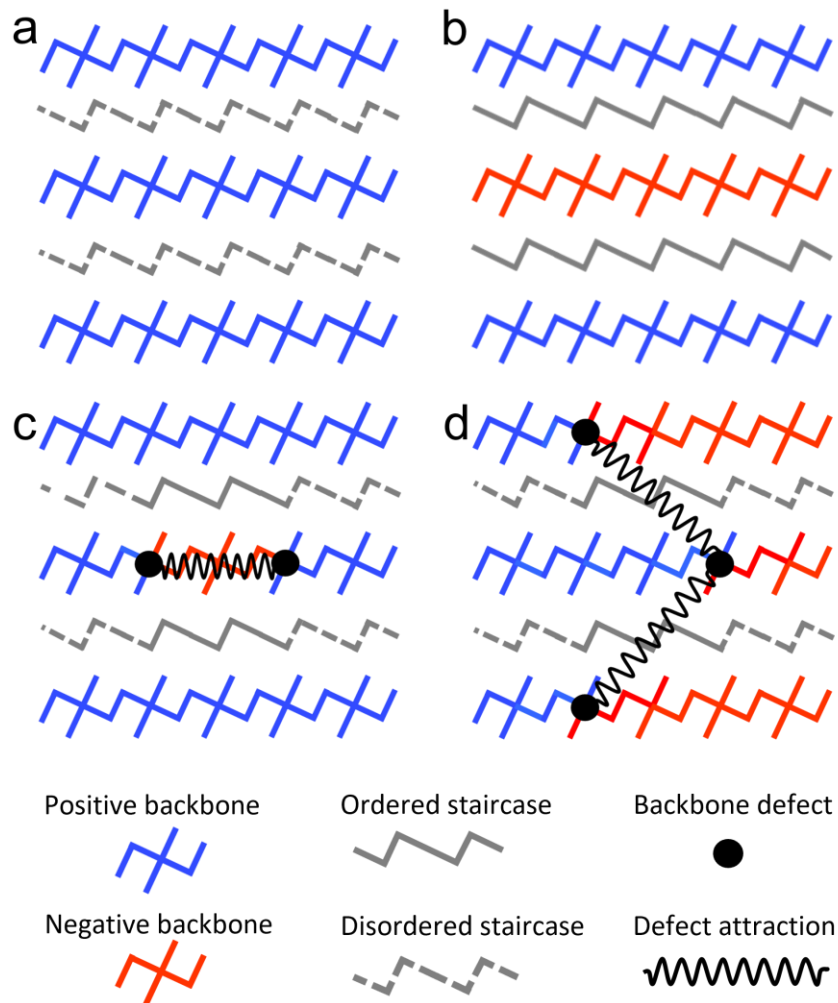 a
b
c
d
Positive backbone
Ordered staircase
Backbone defect
Negative backbone
Disordered staircase
Defect attraction